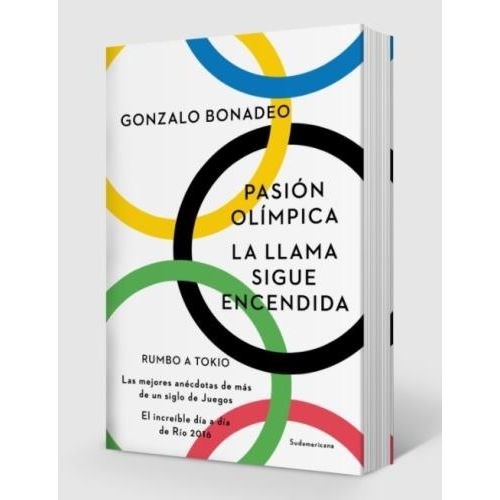 GONZALO BONADEO
PASIÓN
OLÍMPICA
LA LLAMA
SIGUE
ENCENDIDA
RUMBO A TOKIO
Las mejores anécdotas de más
de un siglo de Juegos
El increíble día a día
de Río 2016
Sudamericana